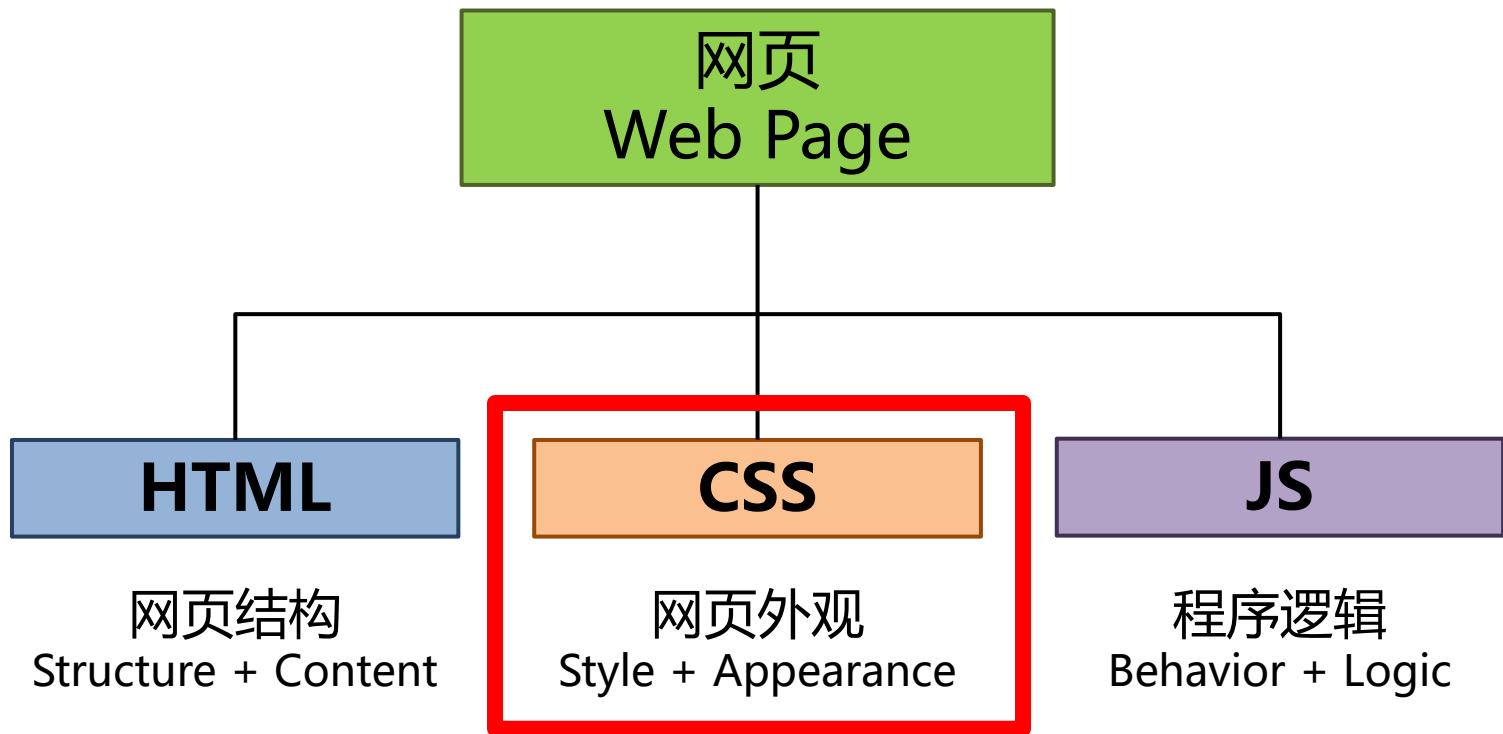 网页
Web Page
HTML
CSS
JS
网页结构
Structure + Content
网页外观
Style + Appearance
程序逻辑
Behavior + Logic